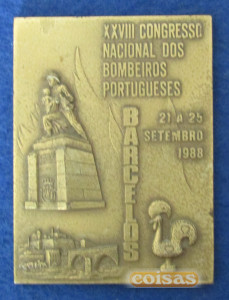 XXVIII CONGRESSO
NACIONAL DOS
BOMBEIROS
PORTUGUESES
BARCELOS
21 a 25
SETEMBRO
1988
coisas